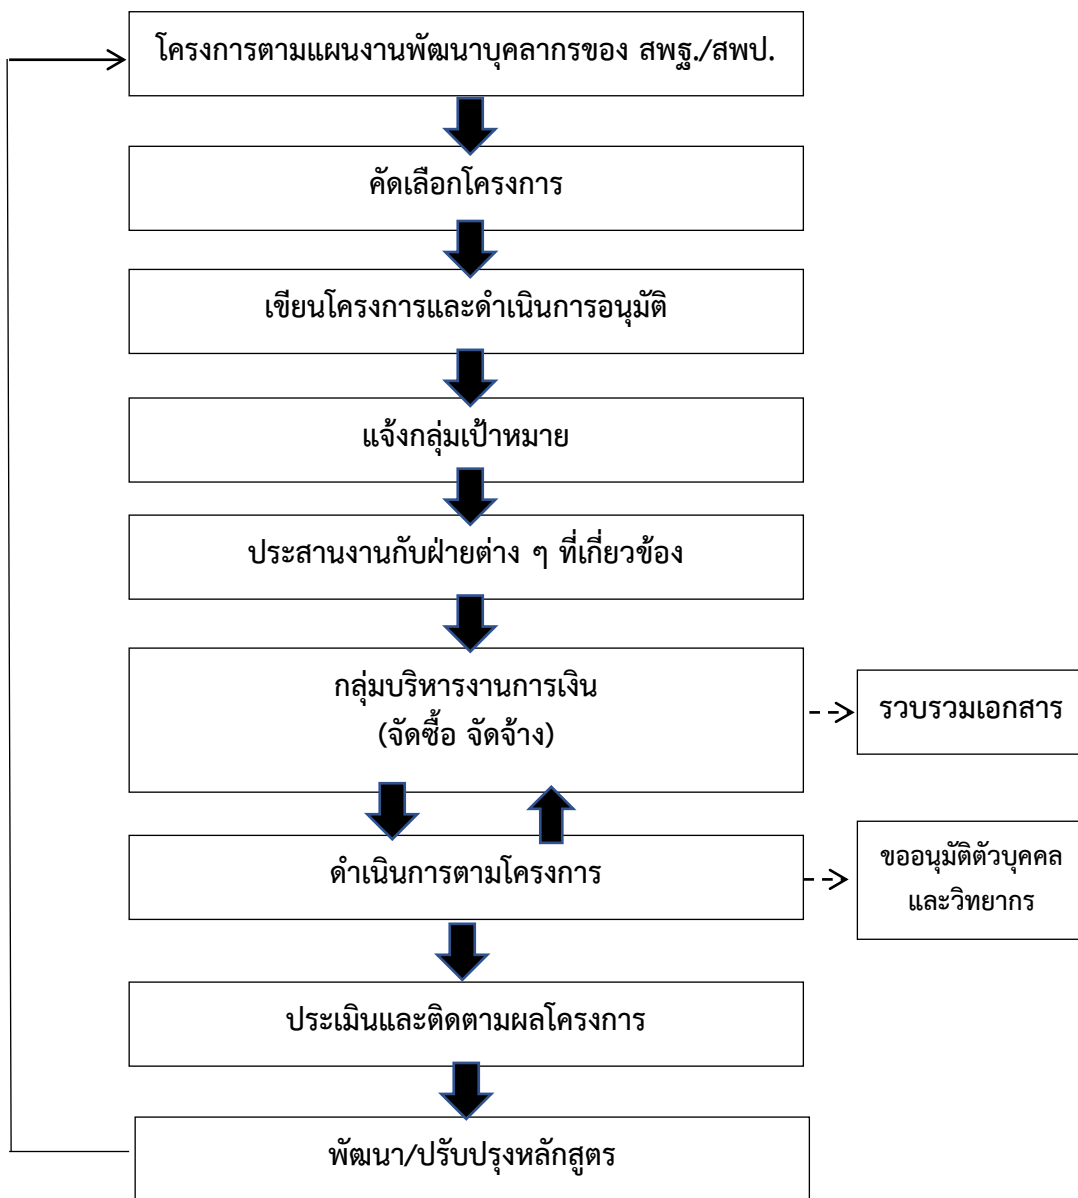 โครงการตามแผนงานพัฒนาบุคลากรของ สพฐ./สพป.
คัดเลือกโครงการ
เขียนโครงการและดำเนินการอนุมัติ
แจ้งกลุ่มเป้าหมาย
ประสานงานกับฝ่ายต่าง ๆ ที่เกี่ยวข้อง
กลุ่มบริหารงานการเงิน
(จัดซื้อ จัดจ้าง)
รวบรวมเอกสาร
ดำเนินการตามโครงการ
ขออนุมัติตัวบุคคล
และวิทยากร
ประเมินและติดตามผลโครงการ
พัฒนา/ปรับปรุงหลักสูตร